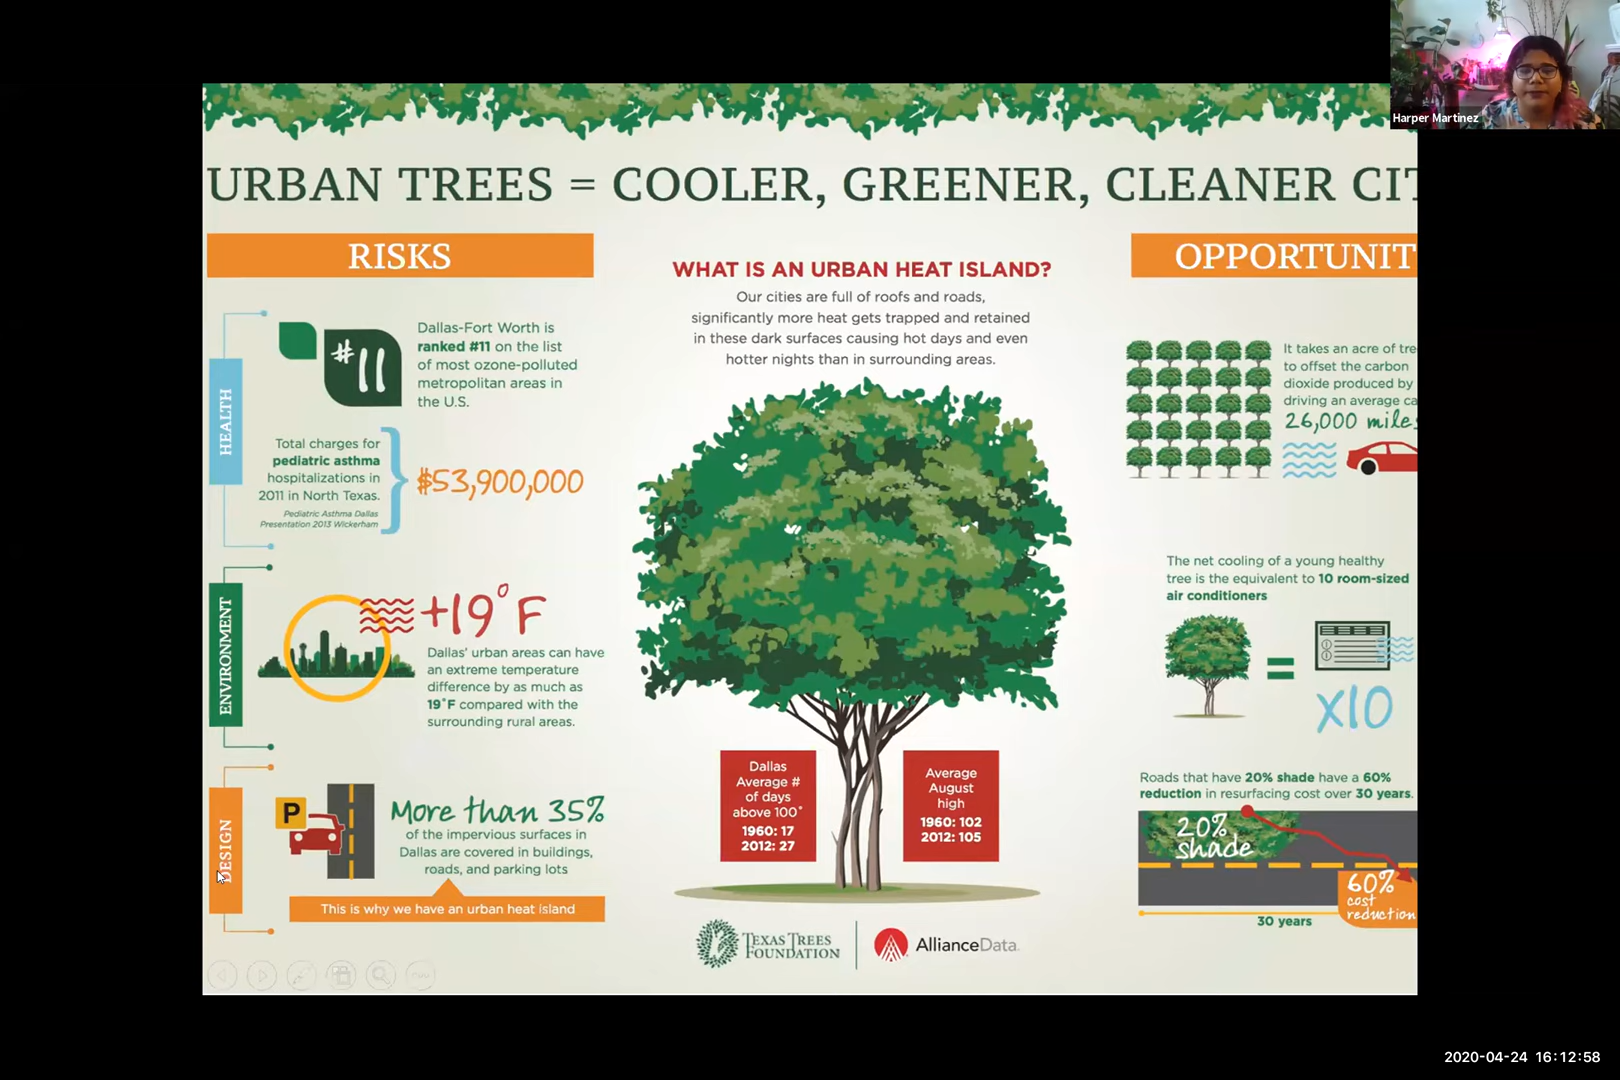 Harper Martinez
URBAN TREES = COOLER, GREENER, CLEANER CIT
RISKS
HEALTH
#11
Dallas-Fort Worth is
ranked #11 on the list
of most ozone-polluted
metropolitan areas in
the U.S.
Total charges for
pediatric asthma
hospitalizations in
2011 in North Texas.
Pediatric Asthma Dallas
Presentation 2013 Wickerham
$53,900,000
ENVIRONMENT
+19°F
Dallas' urban areas can have
an extreme temperature
difference by as much as
19°F compared with the
surrounding rural areas.
DESIGN
P
More than 35%
of the impervious surfaces in
Dallas are covered in buildings,
roads, and parking lots
This is why we have an urban heat island
WHAT IS AN URBAN HEAT ISLAND?
Our cities are full of roofs and roads,
significantly more heat gets trapped and retained
in these dark surfaces causing hot days and even
hotter nights than in surrounding areas.
Dallas
Average #
of days
above 100°
1960: 17
2012: 27
Average
August
high
1960: 102
2012: 105
TEXAS TREES
FOUNDATION
AllianceData
OPPORTUNIT
It takes an acre of tre
to offset the carbon
dioxide produced by
driving an average ca
26,000 miles
The net cooling of a young healthy
tree is the equivalent to 10 room-sized
air conditioners
=
X10
Roads that have 20% shade have a 60%
reduction in resurfacing cost over 30 years.
20%
shade
60%
cost
reduction
30 years
2020-04-24 16:12:58